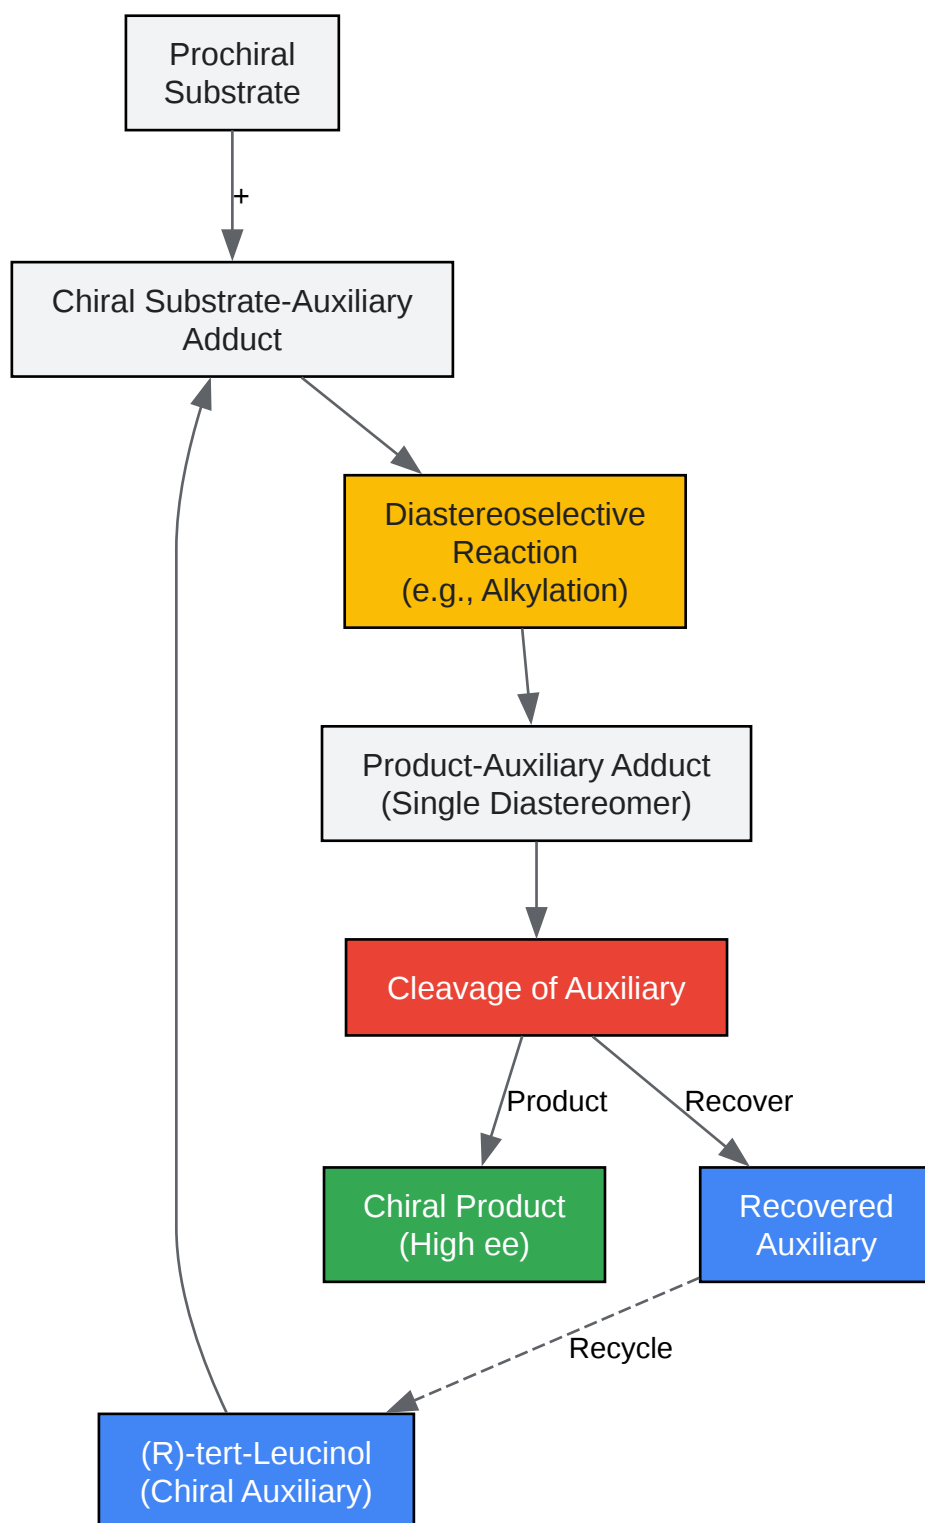 Prochiral
Substrate
+
Chiral Substrate-Auxiliary
Adduct
Diastereoselective
Reaction
(e.g., Alkylation)
Product-Auxiliary Adduct
(Single Diastereomer)
Cleavage of Auxiliary
Product
Recover
Chiral Product
(High ee)
Recovered
Auxiliary
Recycle
(R)-tert-Leucinol
(Chiral Auxiliary)